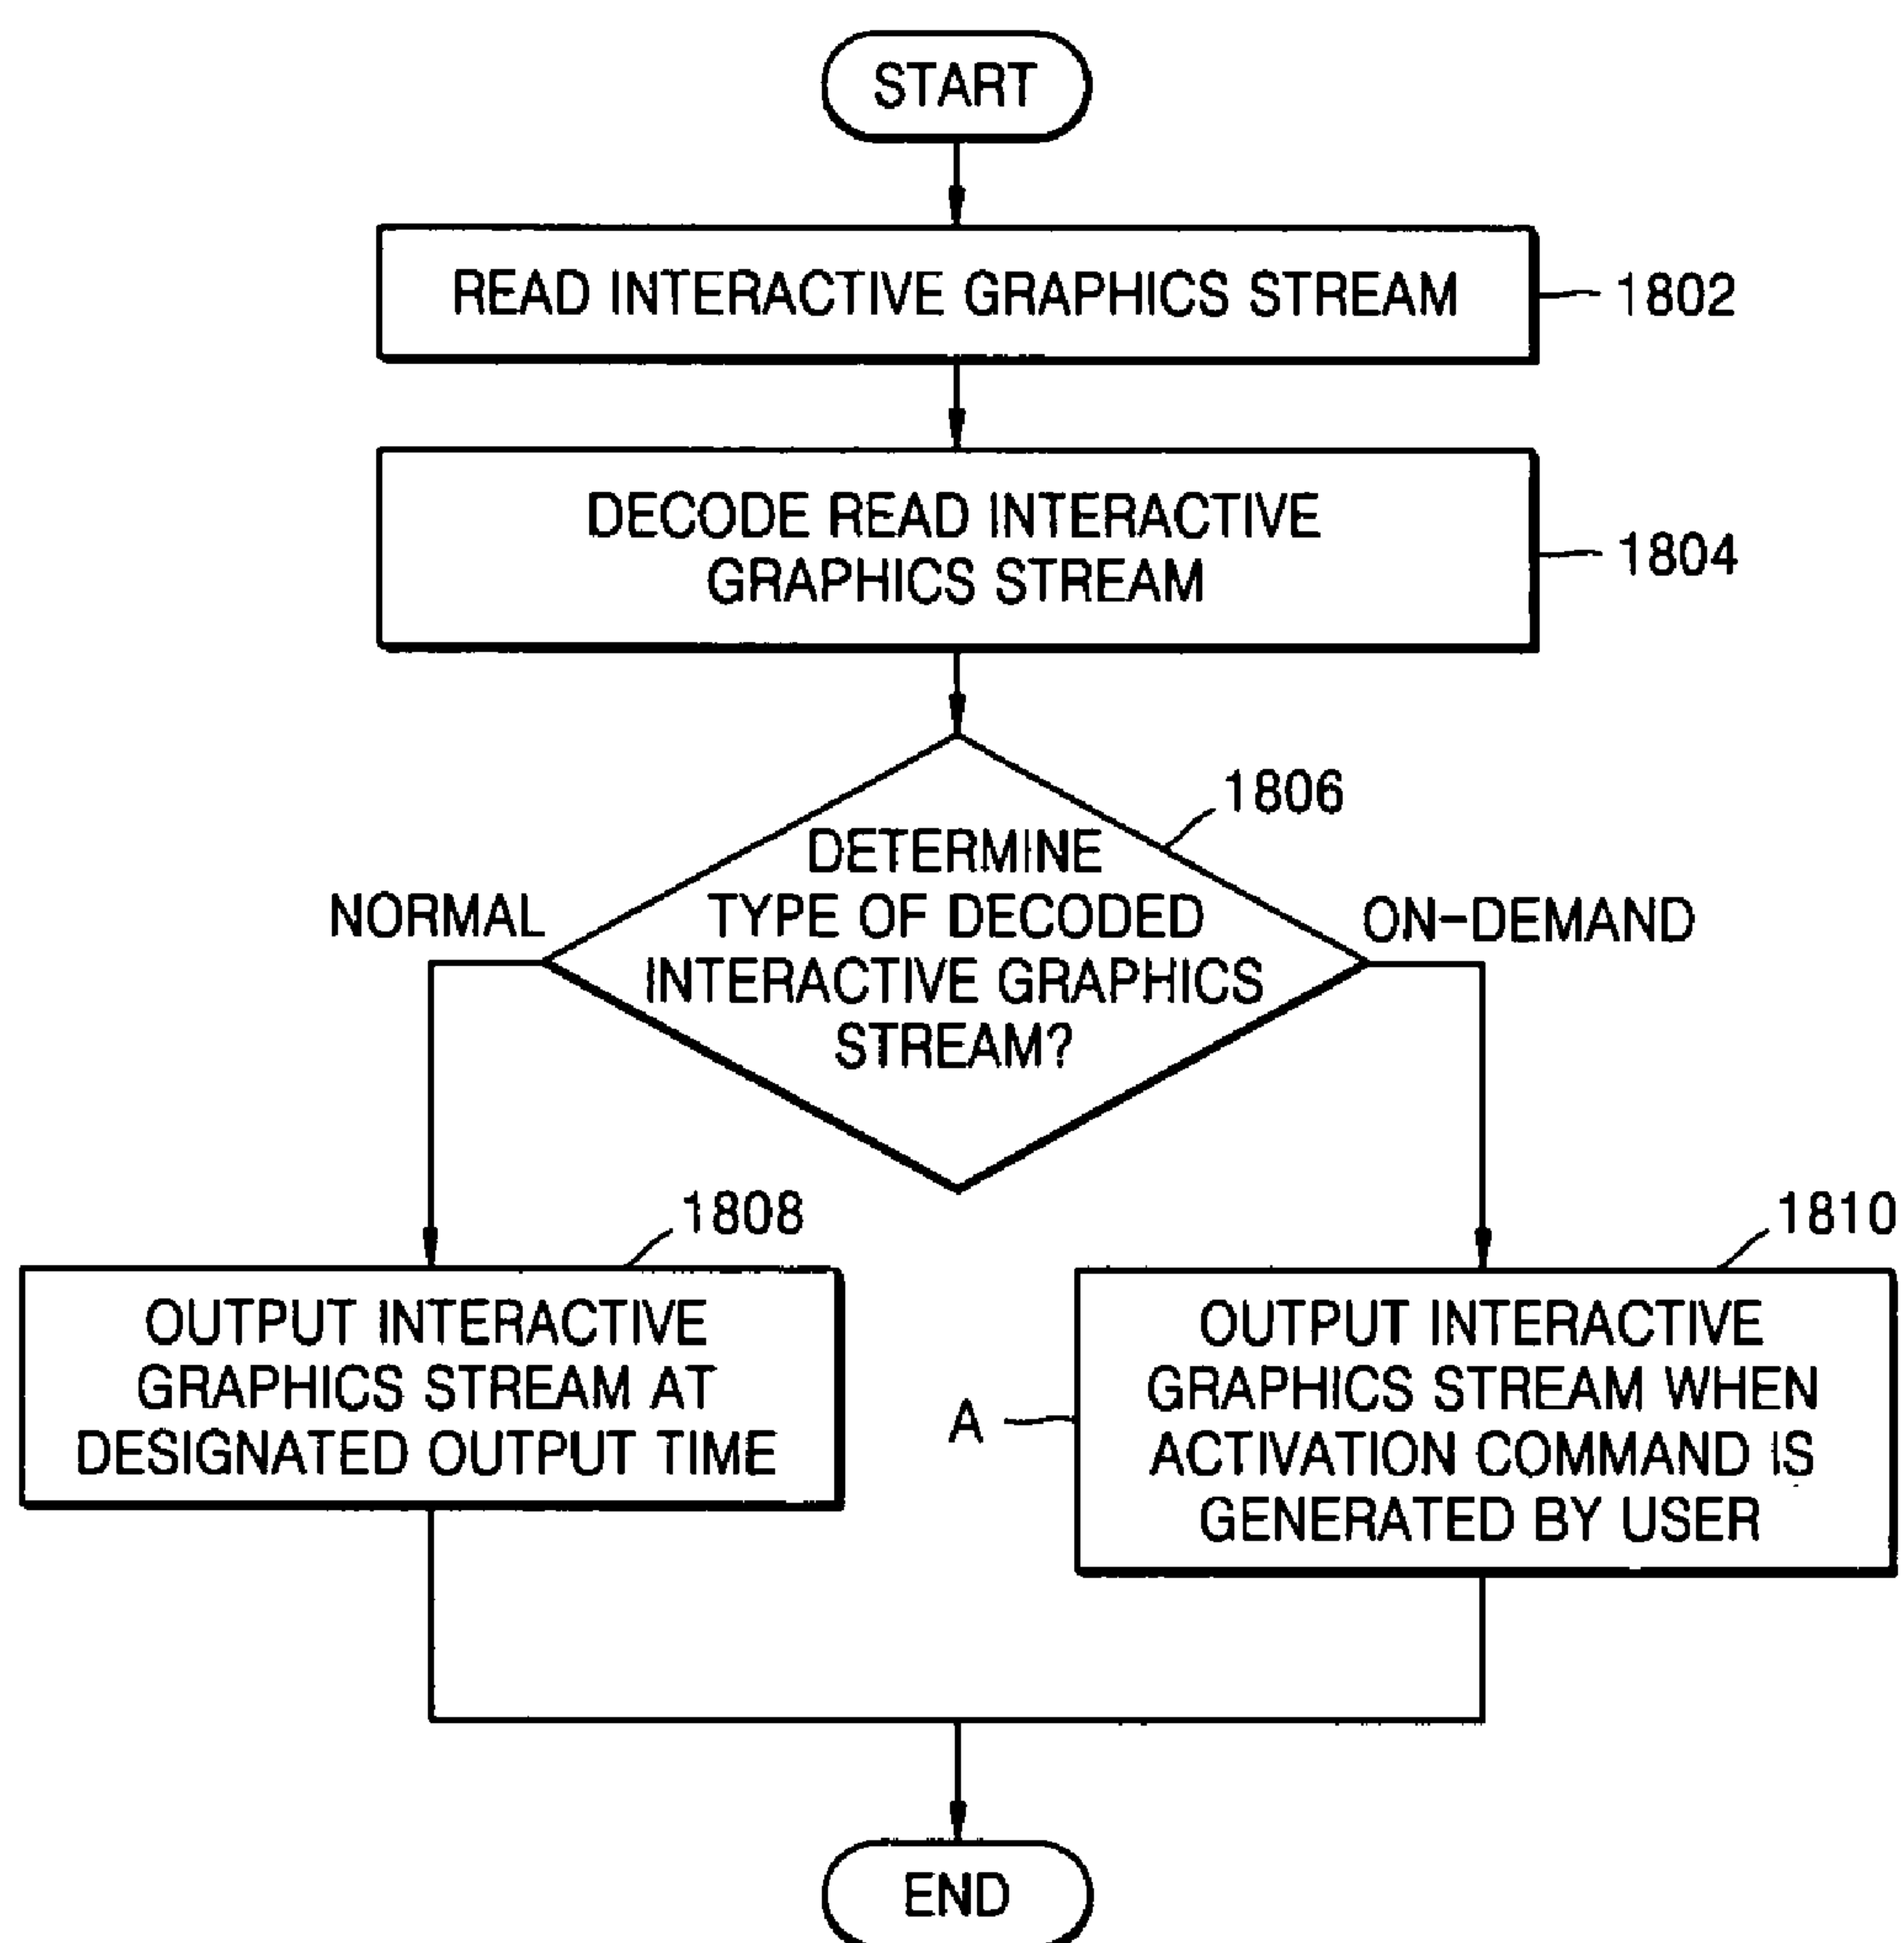 START
READ INTERACTIVE GRAPHICS STREAM
1802
DECODE READ INTERACTIVE
GRAPHICS STREAM
1804
1806
DETERMINE
TYPE OF DECODED
INTERACTIVE GRAPHICS
STREAM?
NORMAL
ON-DEMAND
1808
OUTPUT INTERACTIVE
GRAPHICS STREAM AT
DESIGNATED OUTPUT TIME
1810
A
OUTPUT INTERACTIVE
GRAPHICS STREAM WHEN
ACTIVATION COMMAND IS
GENERATED BY USER
END